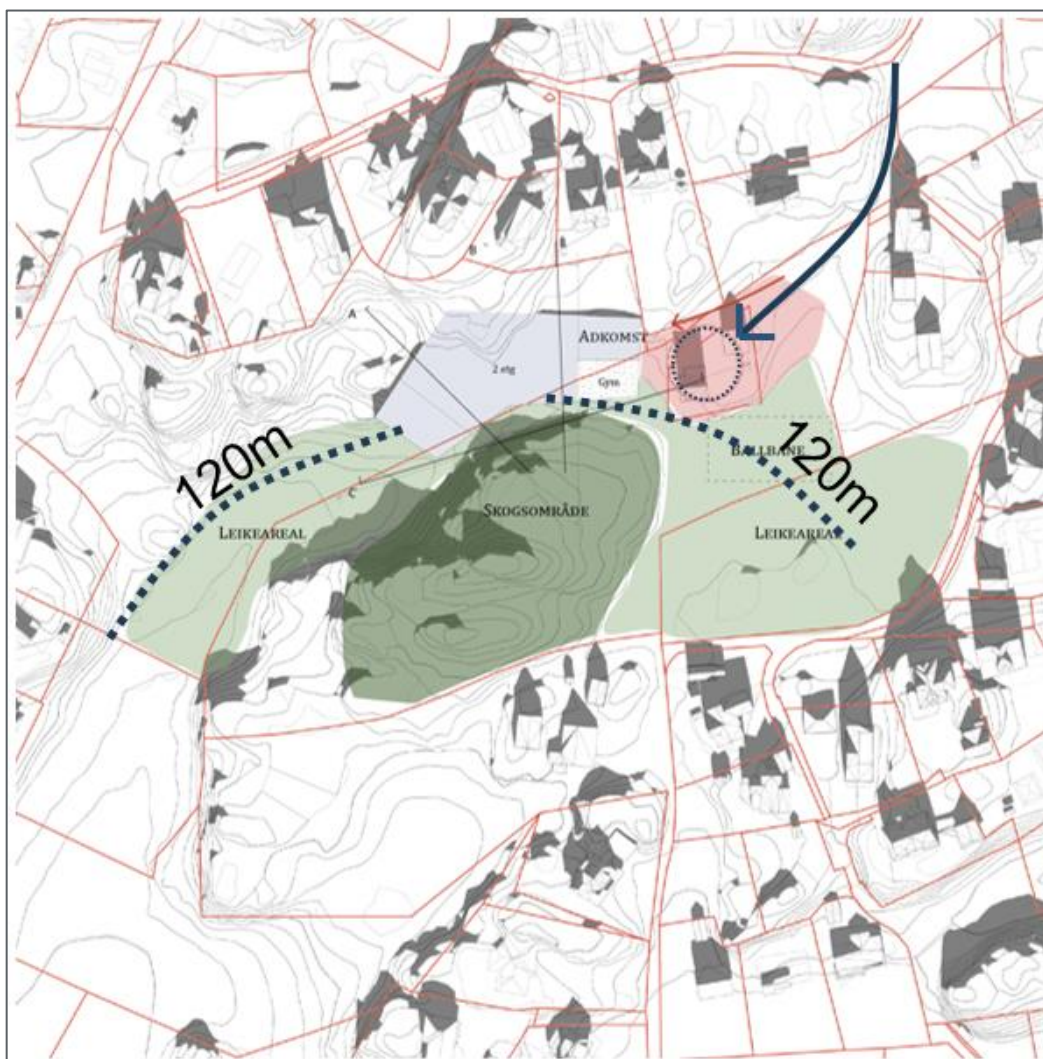 A
ADKOMST
2 etg
Gym
120m
BALLBANE
120m
C
SKOGSOMRÅDE
LEIKEAREAL
LEIKEAREAL